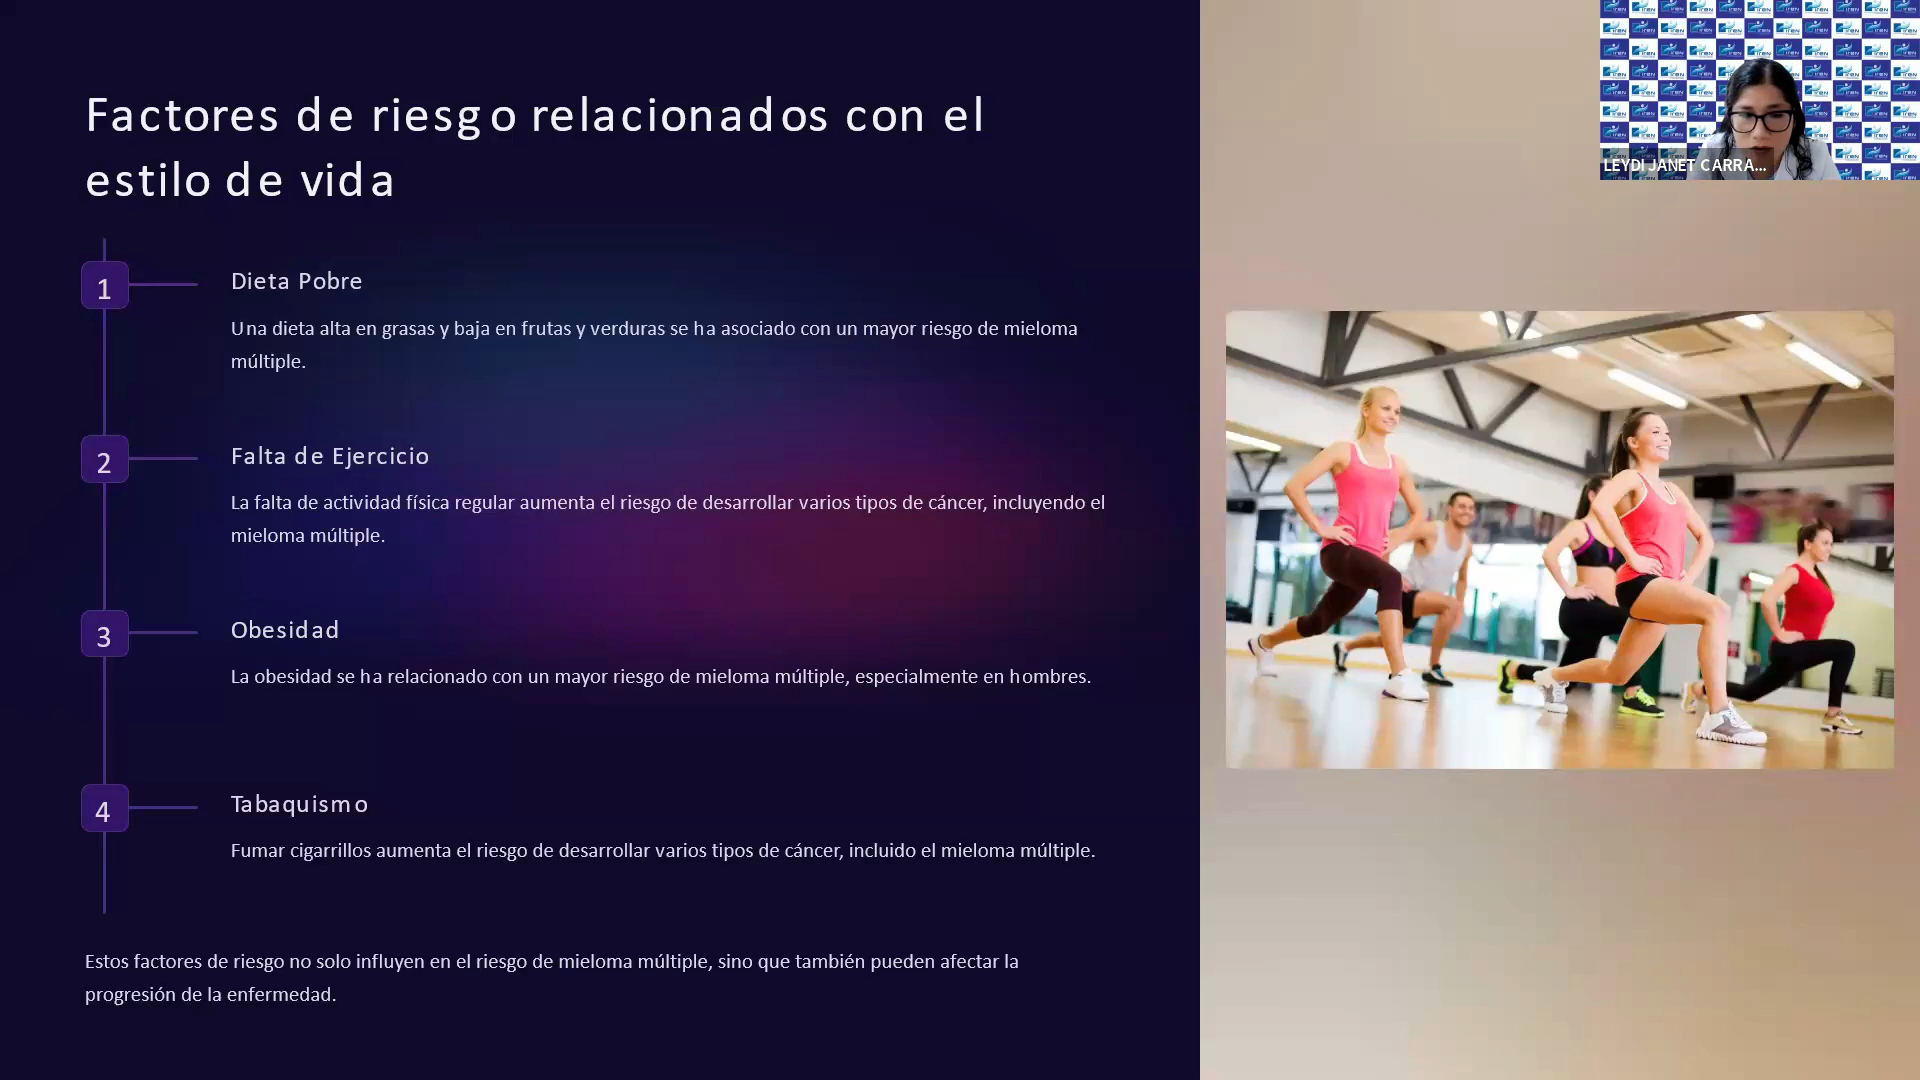 Factores de riesgo relacionados con el
estilo de vida
1
Dieta Pobre
Una dieta alta en grasas y baja en frutas y verduras se ha asociado con un mayor riesgo de mieloma
múltiple.
2
Falta de Ejercicio
La falta de actividad física regular aumenta el riesgo de desarrollar varios tipos de cáncer, incluyendo el
mieloma múltiple.
3
Obesidad
La obesidad se ha relacionado con un mayor riesgo de mieloma múltiple, especialmente en hombres.
4
Tabaquismo
Fumar cigarrillos aumenta el riesgo de desarrollar varios tipos de cáncer, incluido el mieloma múltiple.
Estos factores de riesgo no solo influyen en el riesgo de mieloma múltiple, sino que también pueden afectar la
progresión de la enfermedad.
LEYDI JANET CARRA...